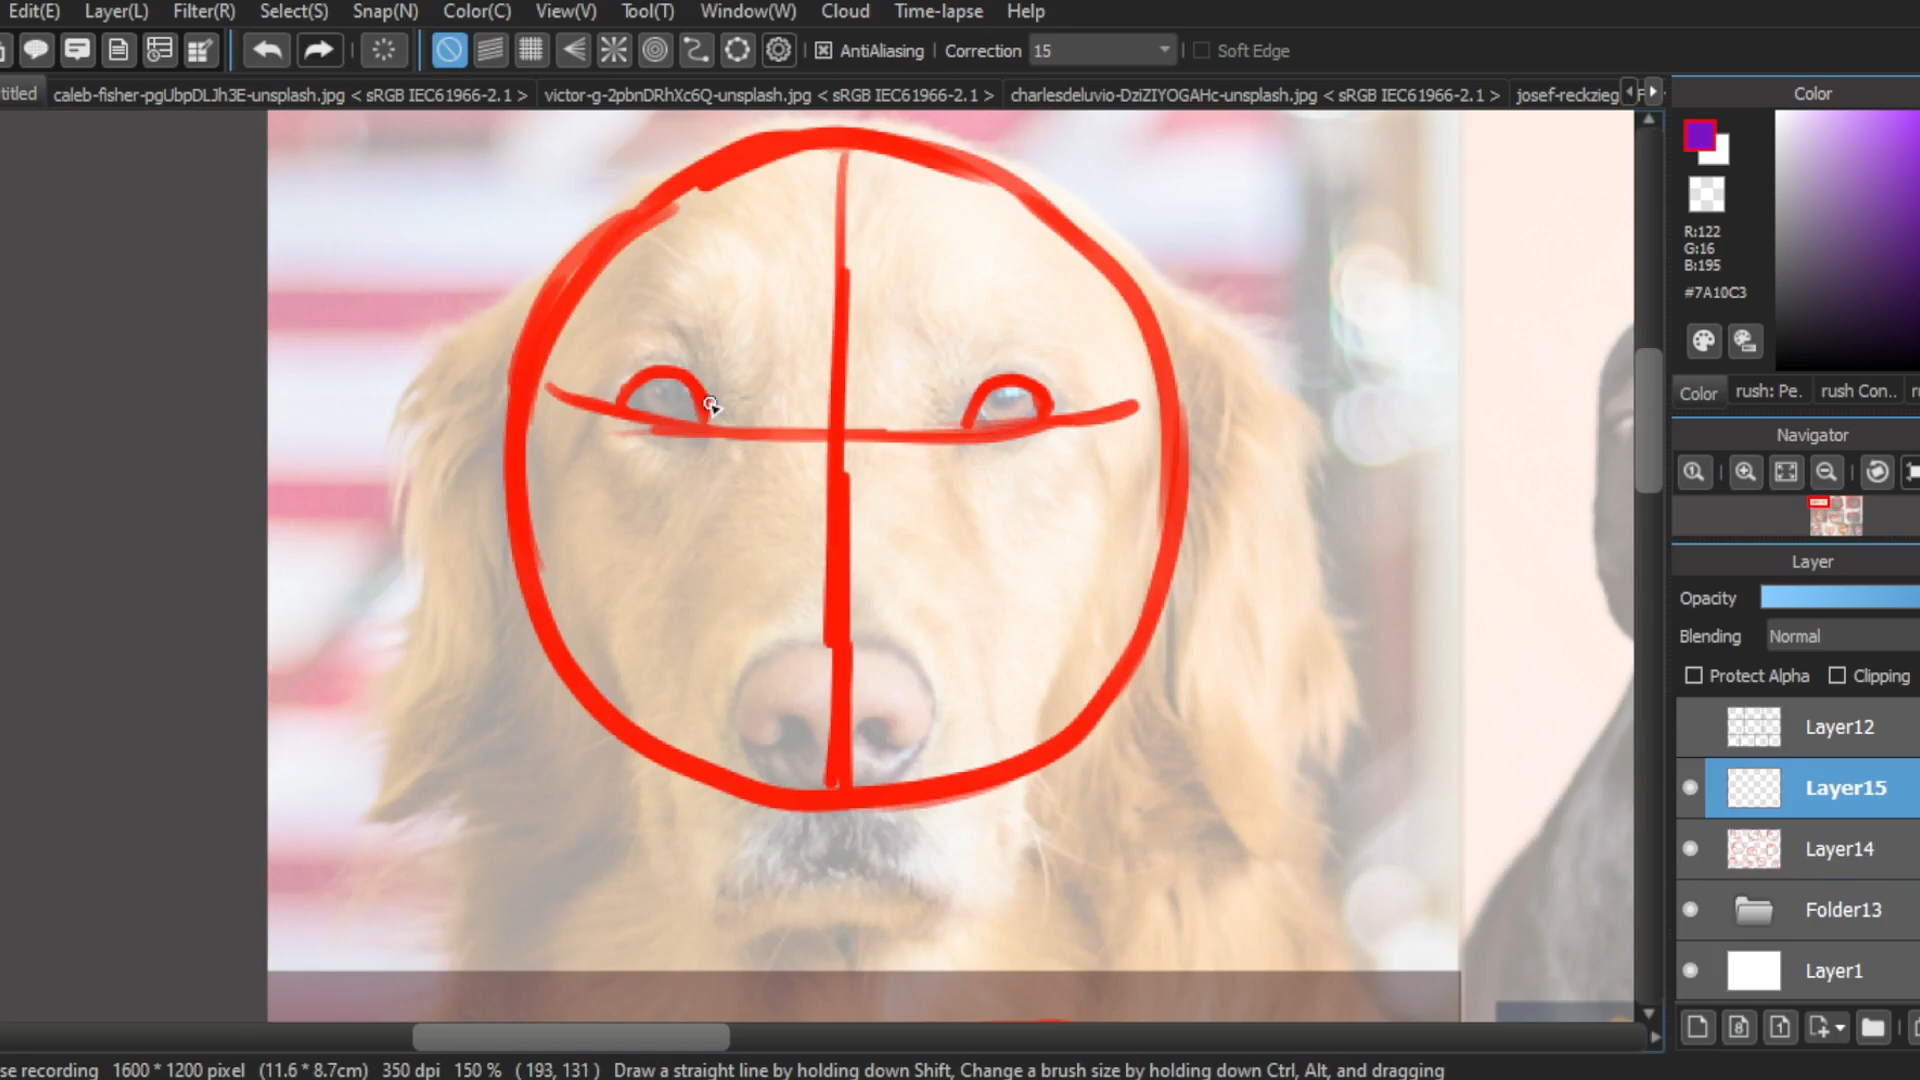 Edit(E) Layer(L) Filter(R) Select(S) Snap(N) Color(C) View(V) Tool(T) Window(W) Cloud Time-lapse Help
AntiAliasing Correction 15 Soft Edge
titled caleb-fisher-pgUbpDLJh3E-unsplash.jpg < sRGB IEC61966-2.1 > victor-g-2pbnDRhXc6Q-unsplash.jpg < sRGB IEC61966-2.1 > charlesdeluvio-DziZIYOGAHc-unsplash.jpg < sRGB IEC61966-2.1 > josef-reckzieg
Color
R:122
G:16
B:195
#7A10C3
Color rush: Pe. rush Con..
Navigator
Layer
Opacity
Blending Normal
Protect Alpha Clipping
Layer12
Layer15
Layer14
Folder13
Layer1
8 1
se recording 1600 * 1200 pixel (11.6 * 8.7cm) 350 dpi 150 % ( 193, 131 ) Draw a straight line by holding down Shift, Change a brush size by holding down Ctrl, Alt, and dragging